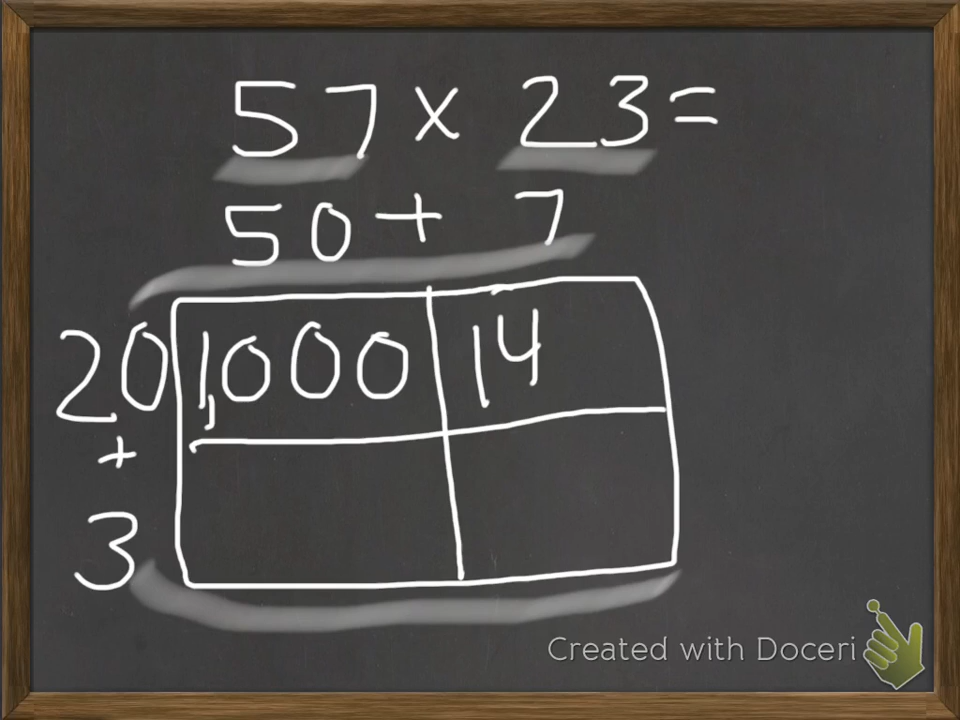 57 x 23 =
50 + 7
20 1,000 14
+
3
Created with Doceri